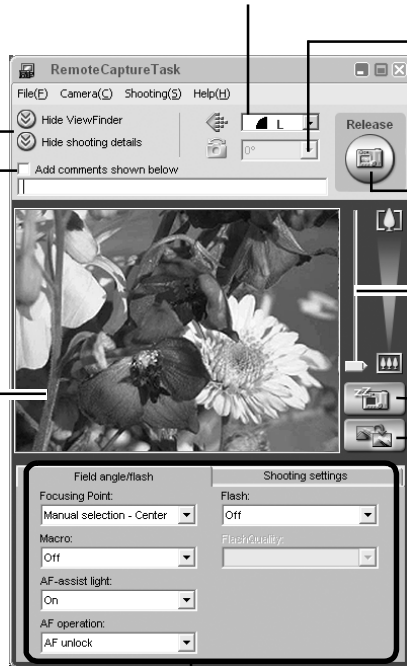 RemoteCaptureTask
File(F) Camera(C) Shooting(S) Help(H)
Hide ViewFinder
L
Release
Hide shooting details
0°
Add comments shown below
Field angle/flash
Shooting settings
Focusing Point:
Flash:
Manual selection - Center
Off
Macro:
FlashQuality:
Off
AF-assist light:
On
AF operation:
AF unlock